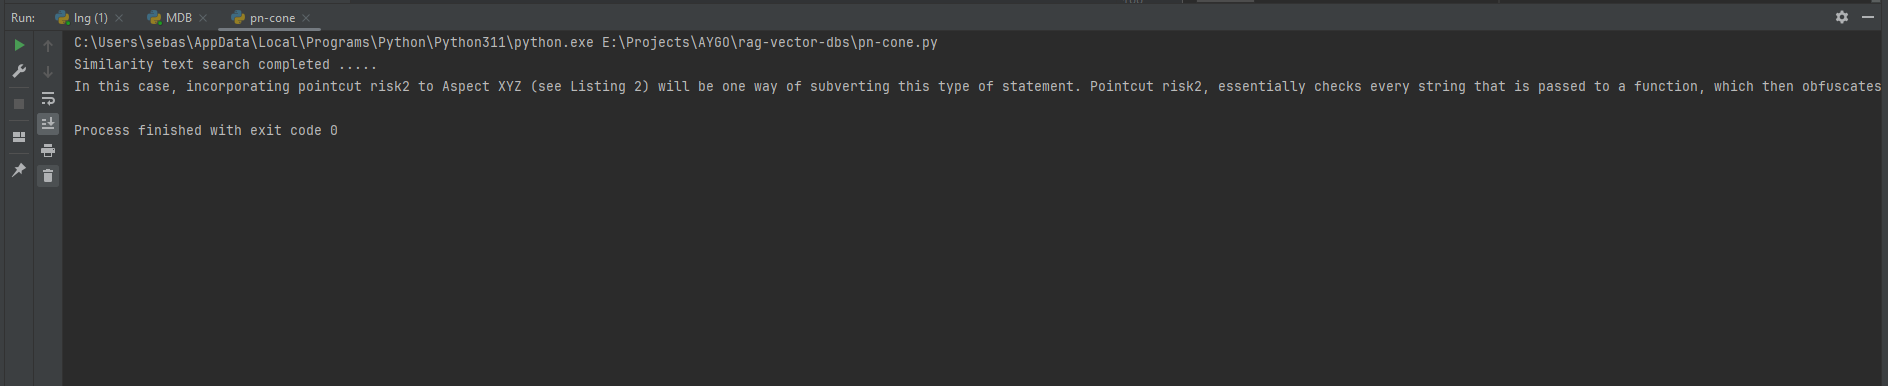 Run: lng (1) MDB pn-cone
C:\Users\sebas\AppData\Local\Programs\Python\Python311\python.exe E:\Projects\AYGO\rag-vector-dbs\pn-cone.py
Similarity text search completed .....
In this case, incorporating pointcut risk2 to Aspect XYZ (see Listing 2) will be one way of subverting this type of statement. Pointcut risk2, essentially checks every string that is passed to a function, which then obfuscates
Process finished with exit code 0